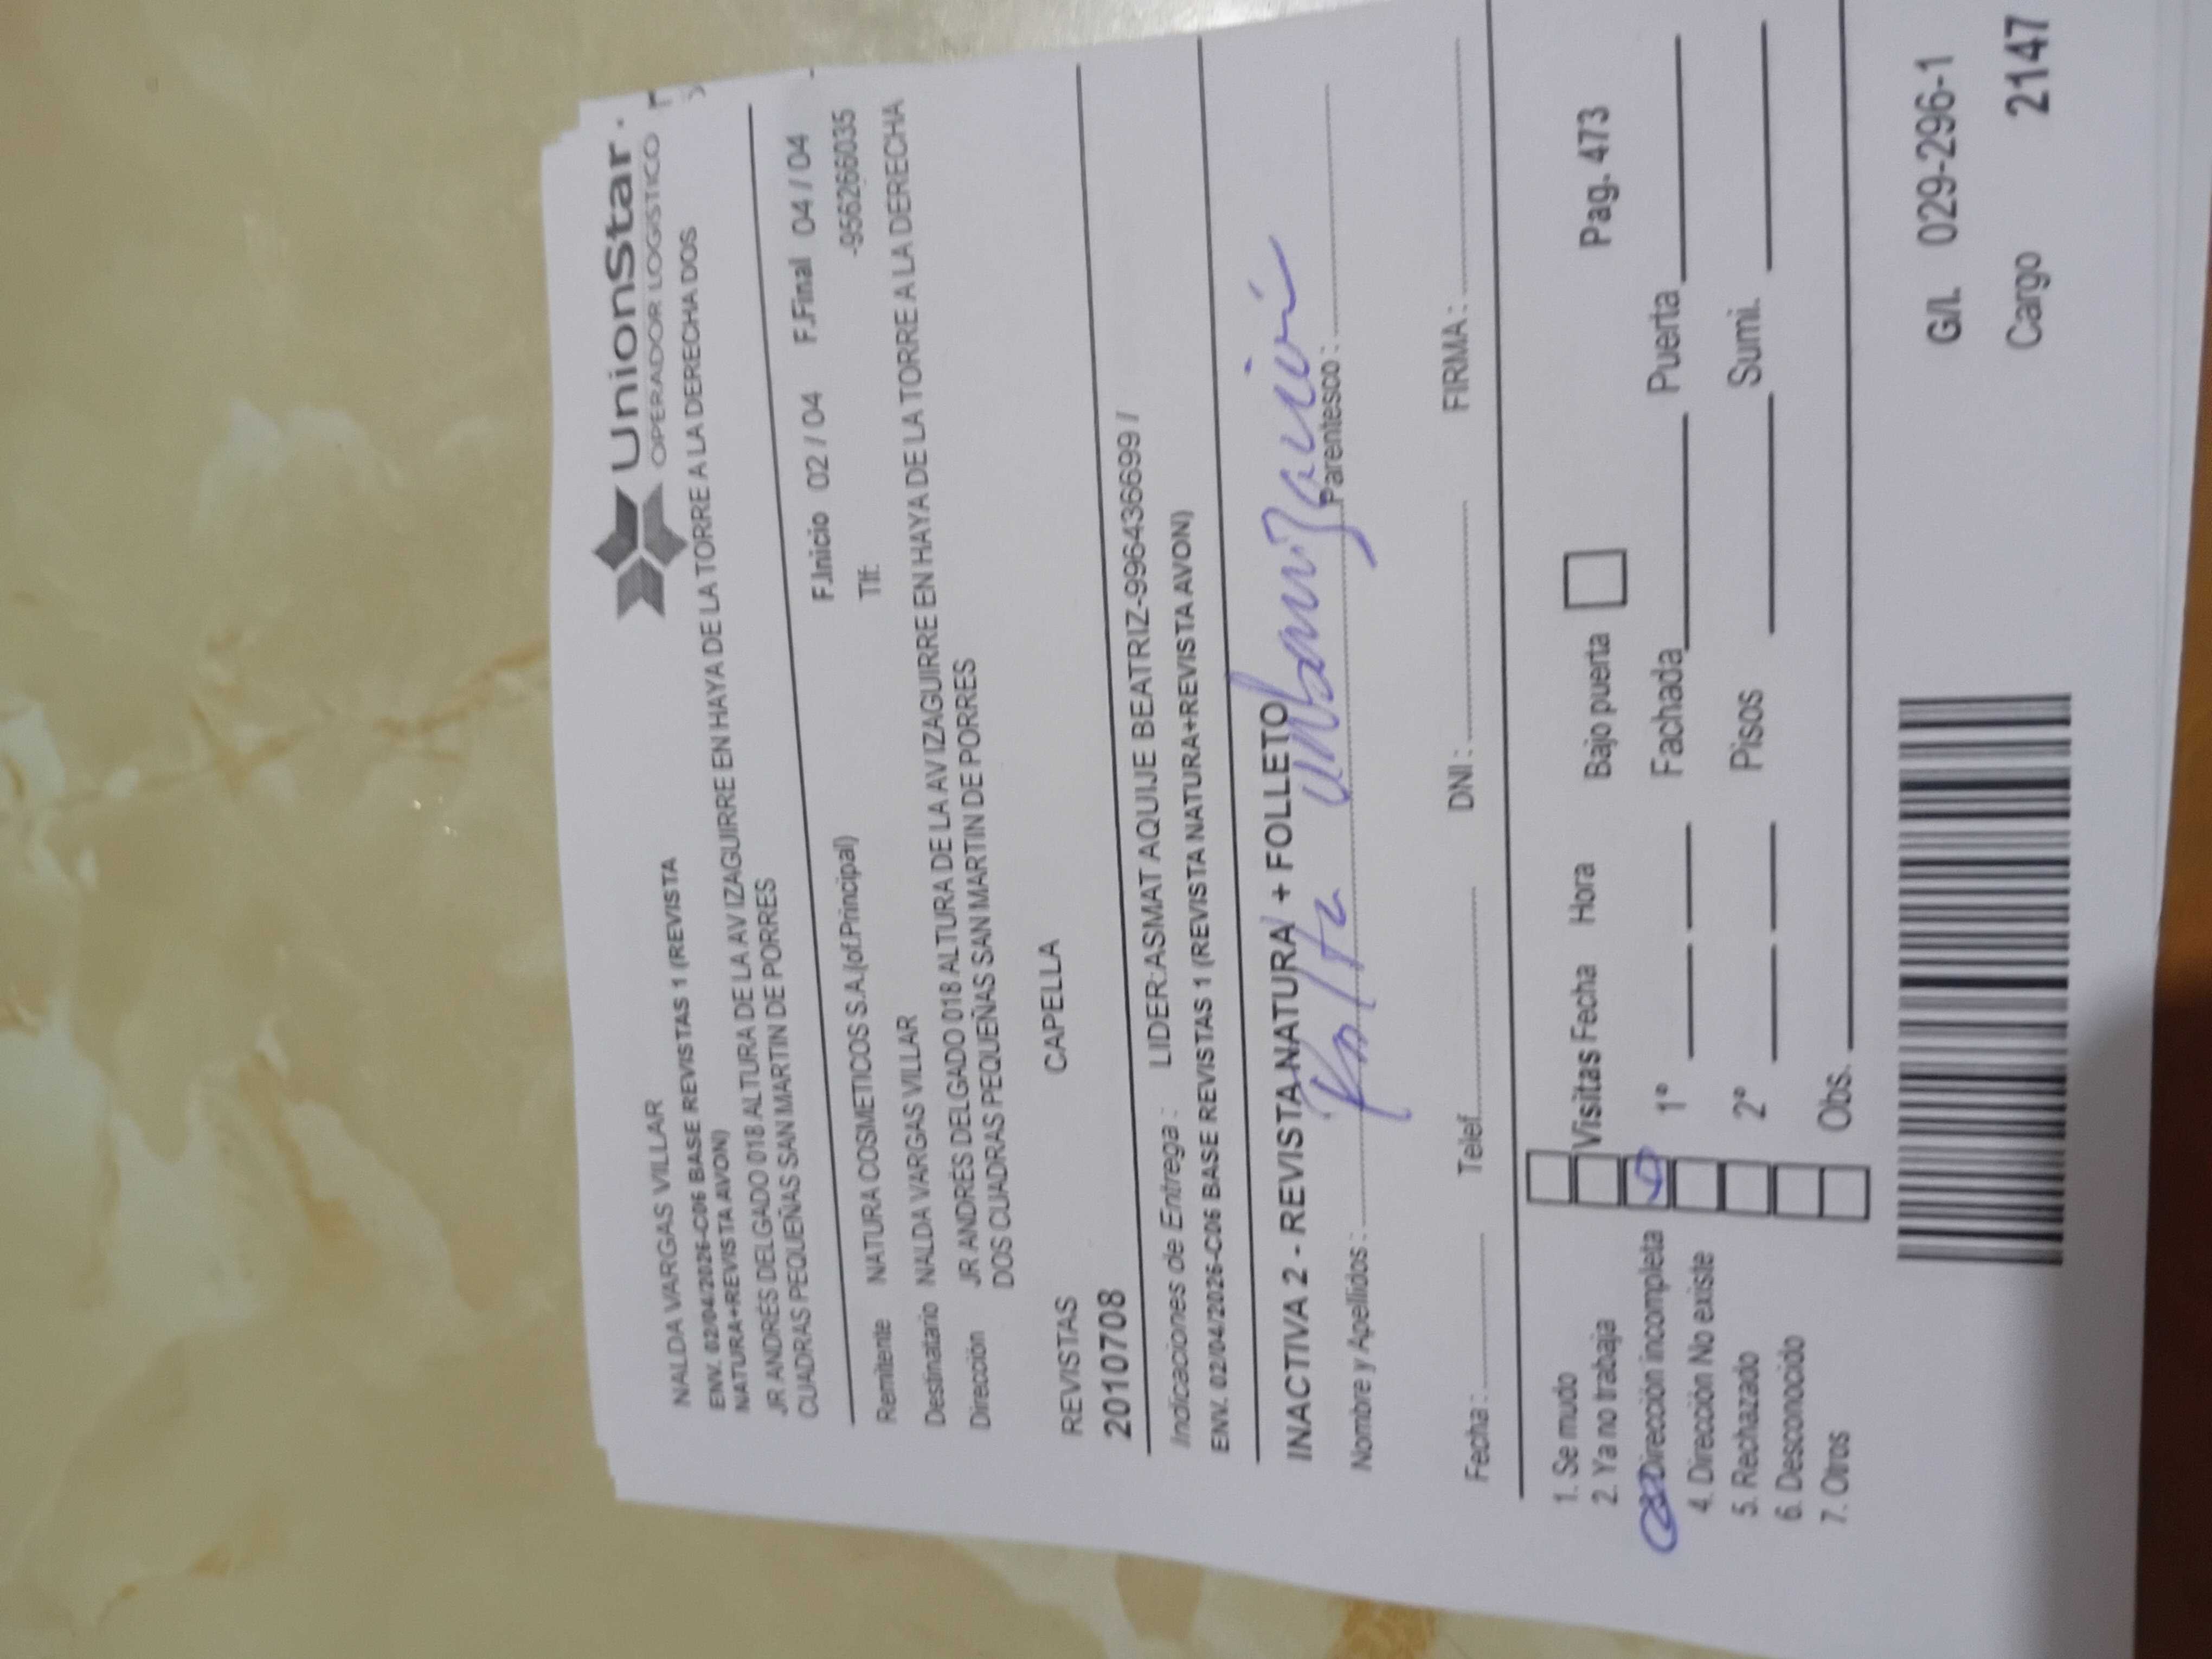 UnionStar
OPERADOR LOGISTICO
NALDA VARGAS VILLAR
ENV. 02/04/2026-C06 BASE REVISTAS 1 (REVISTA
NATURA+REVISTA AVON)
JR ANDRÉS DELGADO 018 ALTURA DE LA AV IZAGUIRRE EN HAYA DE LA TORRE A LA DERECHA DOS
CUADRAS PEQUEÑAS SAN MARTIN DE PORRES
F.Inicio 02 / 04 F.Final 04 / 04
Remitente NATURA COSMETICOS S.A.(of.Principal) Tlf: -956266035
Destinatario NALDA VARGAS VILLAR
Dirección JR ANDRÉS DELGADO 018 ALTURA DE LA AV IZAGUIRRE EN HAYA DE LA TORRE A LA DERECHA
DOS CUADRAS PEQUEÑAS SAN MARTIN DE PORRES
REVISTAS CAPELLA
2010708
Indicaciones de Entrega : LIDER:ASMAT AQUIJE BEATRIZ-996436699 /
ENV. 02/04/2026-C06 BASE REVISTAS 1 (REVISTA NATURA+REVISTA AVON)
INACTIVA 2 - REVISTA NATURA + FOLLETO
Nombre y Apellidos : Falta urbanización Parentesco :
Fecha : Telef. DNI : FIRMA :
1. Se mudo
2. Ya no trabaja Visitas Fecha Hora Bajo puerta Pag. 473
Dirección incompleta 1º Fachada Puerta
4. Dirección No existe
5. Rechazado 2º Pisos Sumi.
6. Desconocido
7. Otros Obs.
G/L 029-296-1
Cargo 2147